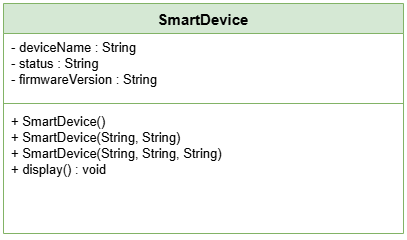 SmartDevice
- deviceName : String
- status : String
- firmwareVersion : String
+ SmartDevice()
+ SmartDevice(String, String)
+ SmartDevice(String, String, String)
+ display() : void